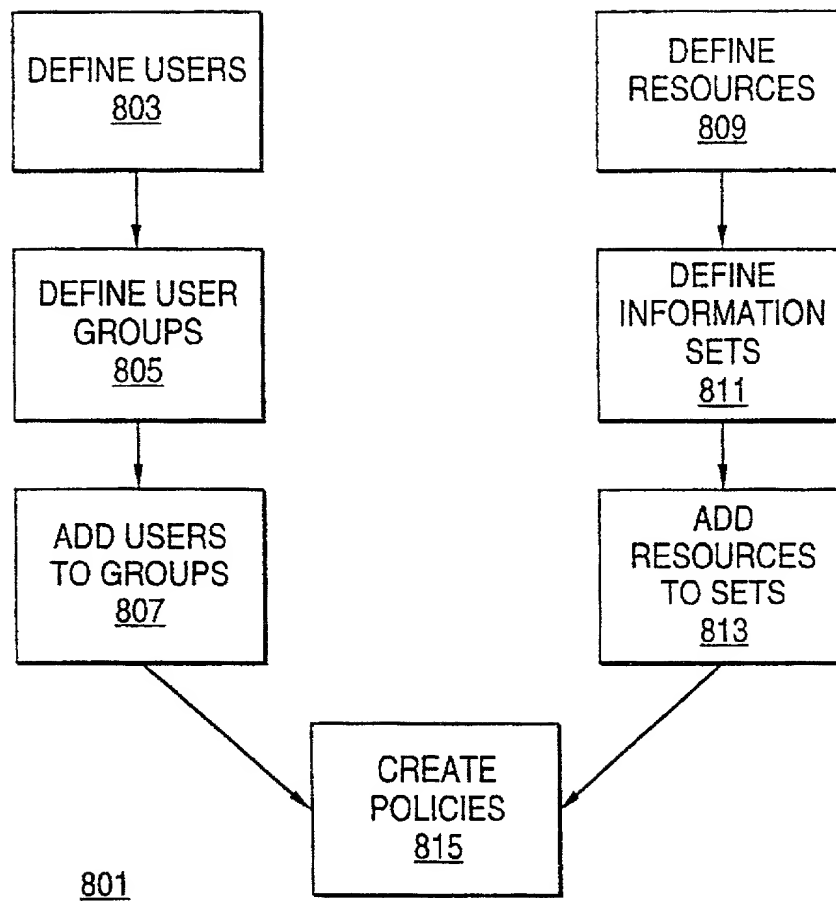 DEFINE USERS
803
DEFINE USER
GROUPS
805
ADD USERS
TO GROUPS
807
DEFINE
RESOURCES
809
DEFINE
INFORMATION
SETS
811
ADD
RESOURCES
TO SETS
813
CREATE
POLICIES
815
801